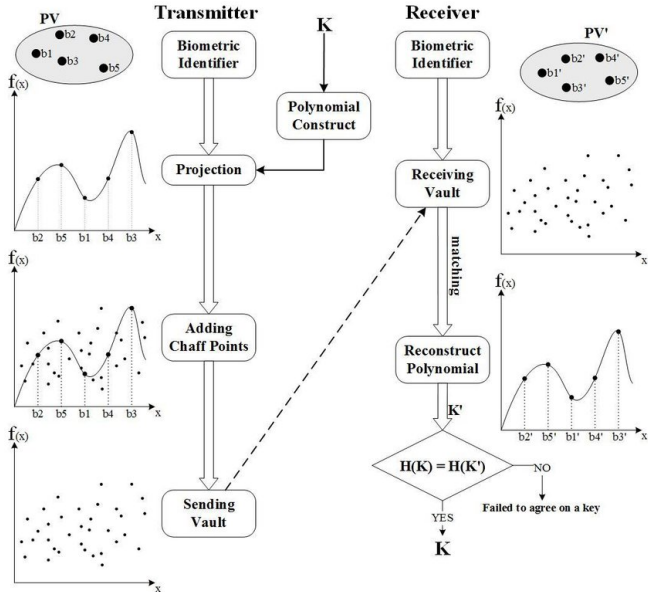 PV
Transmitter
Receiver
PV'
b2
b4
b1
b3
b5
Biometric
Identifier
K
Biometric
Identifier
b2'
b4'
b1'
b5'
b3'
f(x)
Polynomial
Construct
f(x)
Projection
Receiving
Vault
b2 b5 b1 b4 b3
x
x
matching
f(x)
f(x)
Adding
Chaff Points
Reconstruct
Polynomial
b2 b5 b1 b4 b3
x
K'
b2' b5' b1' b4' b3'
x
f(x)
H(K) = H(K')
NO
Sending
Vault
Failed to agree on a key
YES
K
x